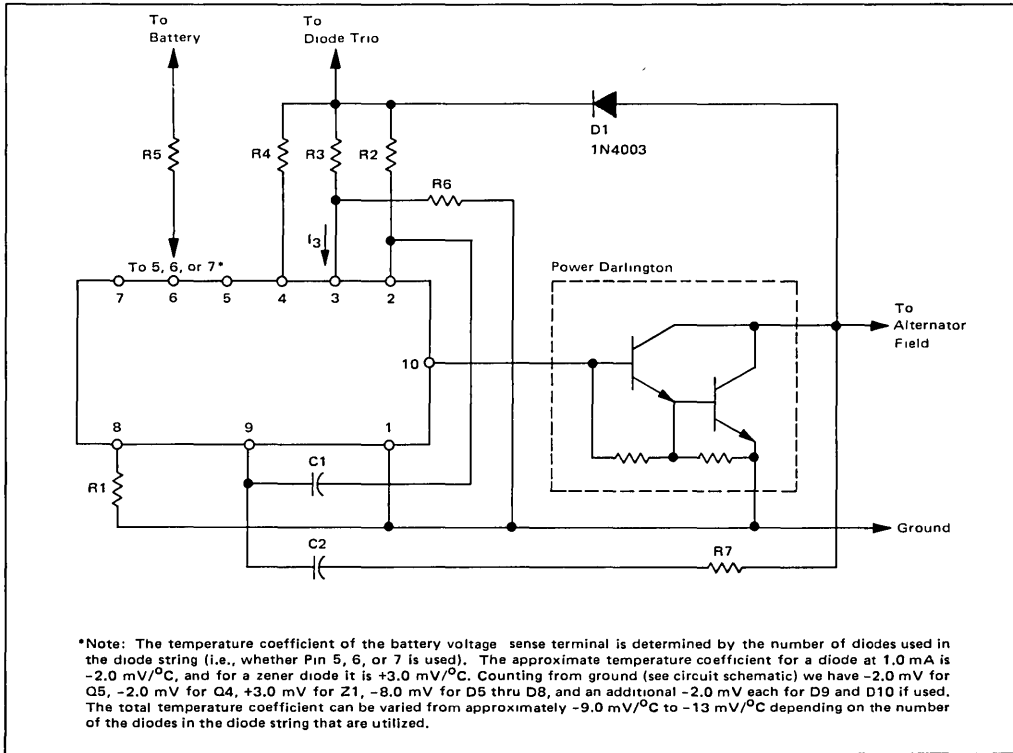 To
Battery
To
Diode Trio
D1
1N4003
R5
R4
R3
R2
R6
I3
To 5, 6, or 7*
7
6
5
4
3
2
Power Darlington
To
Alternator
Field
10
8
9
1
R1
C1
Ground
C2
R7
*Note: The temperature coefficient of the battery voltage sense terminal is determined by the number of diodes used in
the diode string (i.e., whether Pin 5, 6, or 7 is used). The approximate temperature coefficient for a diode at 1.0 mA is
-2.0 mV/°C, and for a zener diode it is +3.0 mV/°C. Counting from ground (see circuit schematic) we have -2.0 mV for
Q5, -2.0 mV for Q4, +3.0 mV for Z1, -8.0 mV for D5 thru D8, and an additional -2.0 mV each for D9 and D10 if used.
The total temperature coefficient can be varied from approximately -9.0 mV/°C to -13 mV/°C depending on the number
of the diodes in the diode string that are utilized.